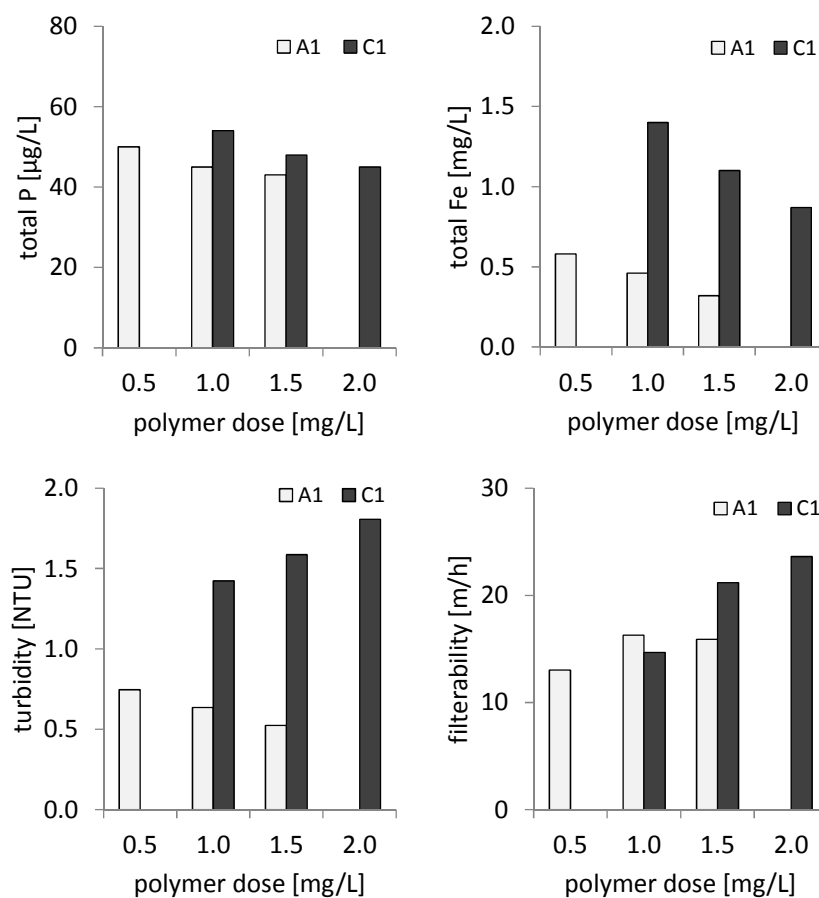 total P [µg/L]
80
60
40
20
0
A1 C1
0.5 1.0 1.5 2.0
polymer dose [mg/L]
total Fe [mg/L]
2.0
1.5
1.0
0.5
0.0
A1 C1
0.5 1.0 1.5 2.0
polymer dose [mg/L]
turbidity [NTU]
2.0
1.5
1.0
0.5
0.0
A1 C1
0.5 1.0 1.5 2.0
polymer dose [mg/L]
filterability [m/h]
30
20
10
0
A1 C1
0.5 1.0 1.5 2.0
polymer dose [mg/L]